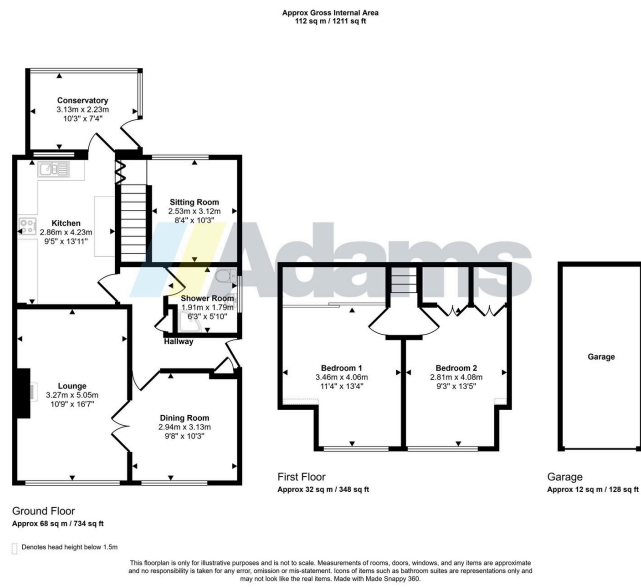 Approx Gross Internal Area
112 sq m / 1211 sq ft
Conservatory
3.13m x 2.23m
10'3" x 7'4"
Sitting Room
2.53m x 3.12m
8'4" x 10'3"
Kitchen
2.86m x 4.23m
9'5" x 13'11"
Adams
Shower Room
1.91m x 1.79m
6'3" x 5'10"
Hallway
Lounge
3.27m x 5.05m
10'9" x 16'7"
Dining Room
2.94m x 3.13m
9'8" x 10'3"
Bedroom 1
3.46m x 4.06m
11'4" x 13'4"
Bedroom 2
2.81m x 4.08m
9'3" x 13'5"
Garage
First Floor
Approx 32 sq m / 348 sq ft
Garage
Approx 12 sq m / 128 sq ft
Ground Floor
Approx 68 sq m / 734 sq ft
Denotes head height below 1.5m
This floorplan is only for illustrative purposes and is not to scale. Measurements of rooms, doors, windows, and any items are approximate
and no responsibility is taken for any error, omission or mis-statement. Icons of items such as bathroom suites are representations only and
may not look like the real items. Made with Made Snappy 360.